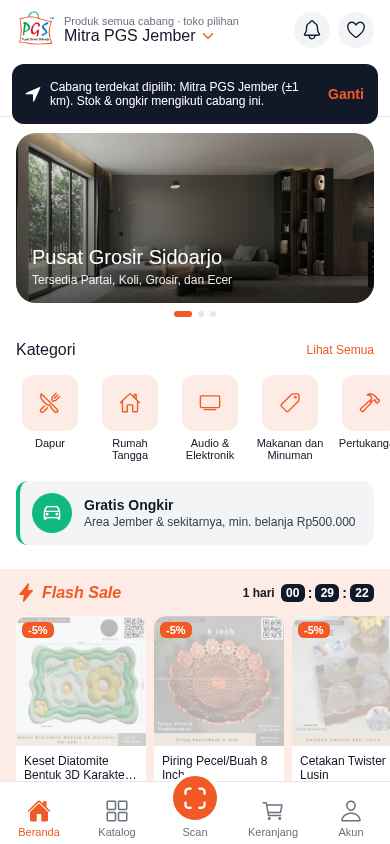 Produk semua cabang · toko pilihan
Mitra PGS Jember
Cabang terdekat dipilih: Mitra PGS Jember (±1
km). Stok & ongkir mengikuti cabang ini.
Ganti
Pusat Grosir Sidoarjo
Tersedia Partai, Koli, Grosir, dan Ecer
Kategori
Lihat Semua
Dapur
Rumah
Tangga
Audio &
Elektronik
Makanan dan
Minuman
Pertukanga
Gratis Ongkir
Area Jember & sekitarnya, min. belanja Rp500.000
Flash Sale
1 hari 00 : 29 : 22
-5%
-5%
8 inch
-5%
Keset Diatomite
Bentuk 3D Karakte...
Piring Pecel/Buah 8
Inch
Cetakan Twister
Lusin
Beranda
Katalog
Scan
Keranjang
Akun